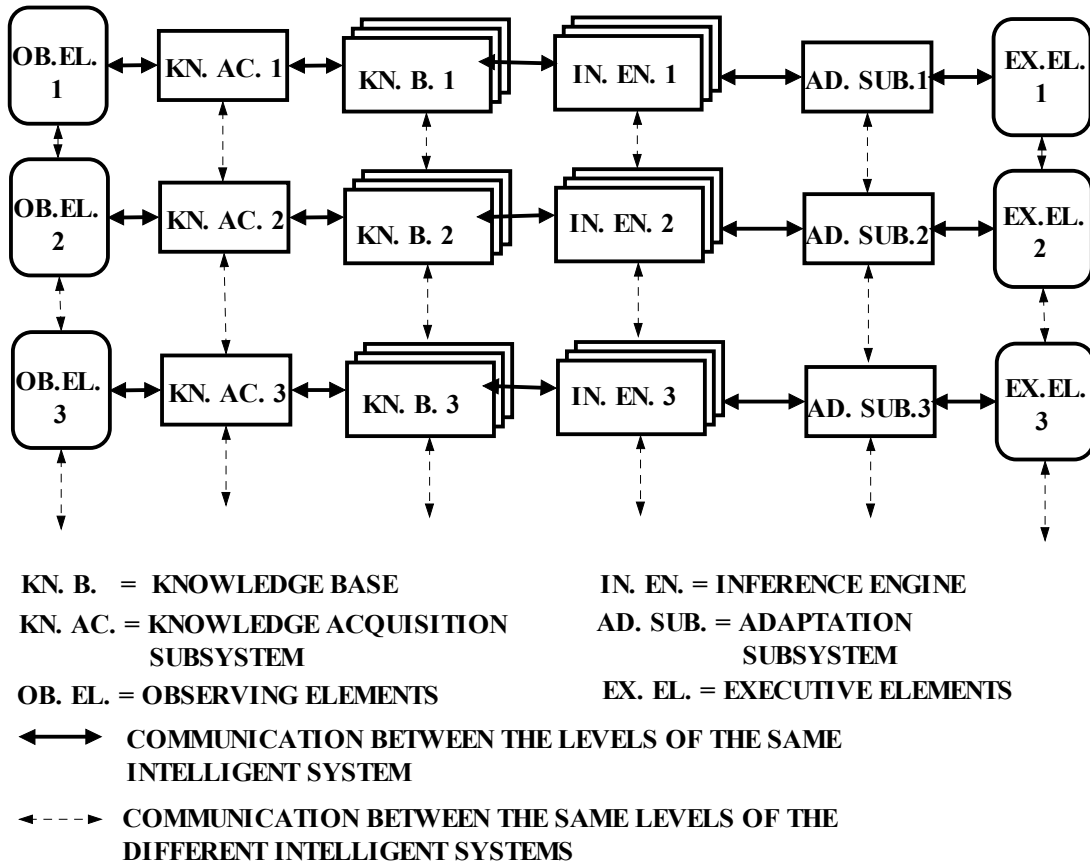 OB.EL.
1
KN. AC. 1
KN. B. 1
IN. EN. 1
AD. SUB.1
EX.EL.
1
OB.EL.
2
KN. AC. 2
KN. B. 2
IN. EN. 2
AD. SUB.2
EX.EL.
2
OB.EL.
3
KN. AC. 3
KN. B. 3
IN. EN. 3
AD. SUB.3
EX.EL.
3
KN. B. = KNOWLEDGE BASE
KN. AC. = KNOWLEDGE ACQUISITION
SUBSYSTEM
OB. EL. = OBSERVING ELEMENTS
IN. EN. = INFERENCE ENGINE
AD. SUB. = ADAPTATION
SUBSYSTEM
EX. EL. = EXECUTIVE ELEMENTS
COMMUNICATION BETWEEN THE LEVELS OF THE SAME
INTELLIGENT SYSTEM
COMMUNICATION BETWEEN THE SAME LEVELS OF THE
DIFFERENT INTELLIGENT SYSTEMS